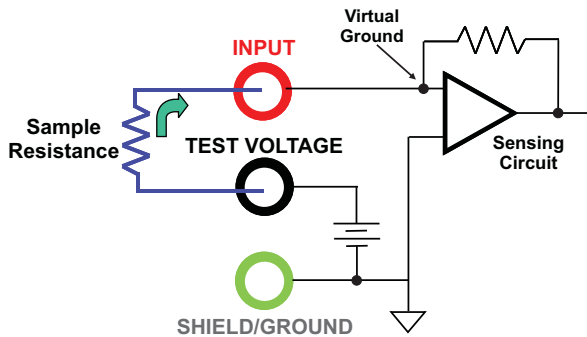 Virtual
Ground
INPUT
Sample
Resistance
TEST VOLTAGE
Sensing
Circuit
SHIELD/GROUND